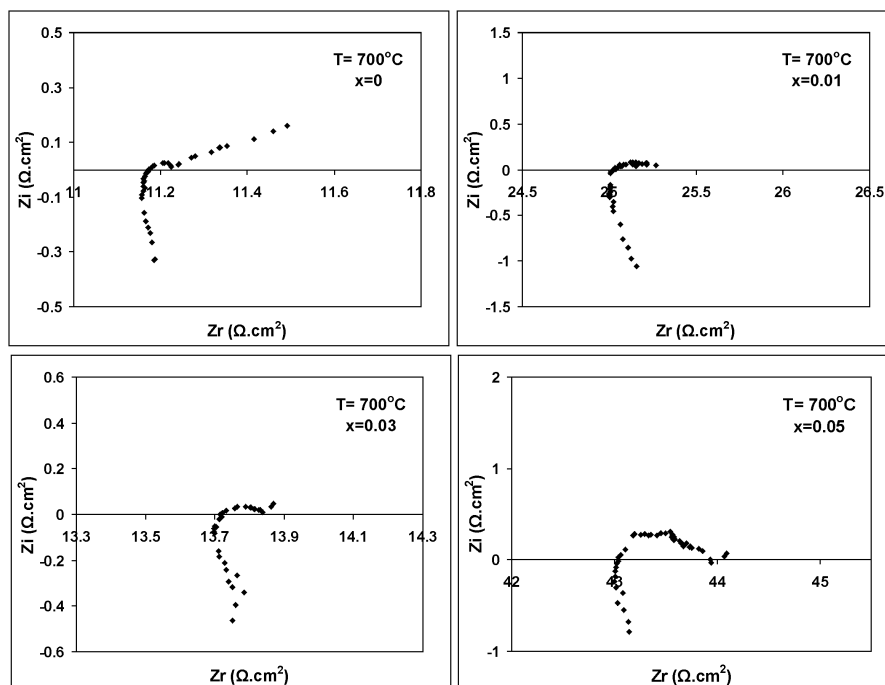 0.5
T= 700°C
x=0
0.3
0.1
11
11.2
11.4
11.6
11.8
-0.1
-0.3
-0.5
Zi (Ω.cm²)
Zr (Ω.cm²)
1.5
T= 700°C
x=0.01
1
0.5
0
24.5
25
25.5
26
26.5
-0.5
-1
-1.5
Zi (Ω.cm²)
Zr (Ω.cm²)
0.6
T= 700°C
x=0.03
0.4
0.2
0
13.3
13.5
13.7
13.9
14.1
14.3
-0.2
-0.4
-0.6
Zi (Ω.cm²)
Zr (Ω.cm²)
2
T= 700°C
x=0.05
1
0
42
43
44
45
-1
Zi (Ω.cm²)
Zr (Ω.cm²)